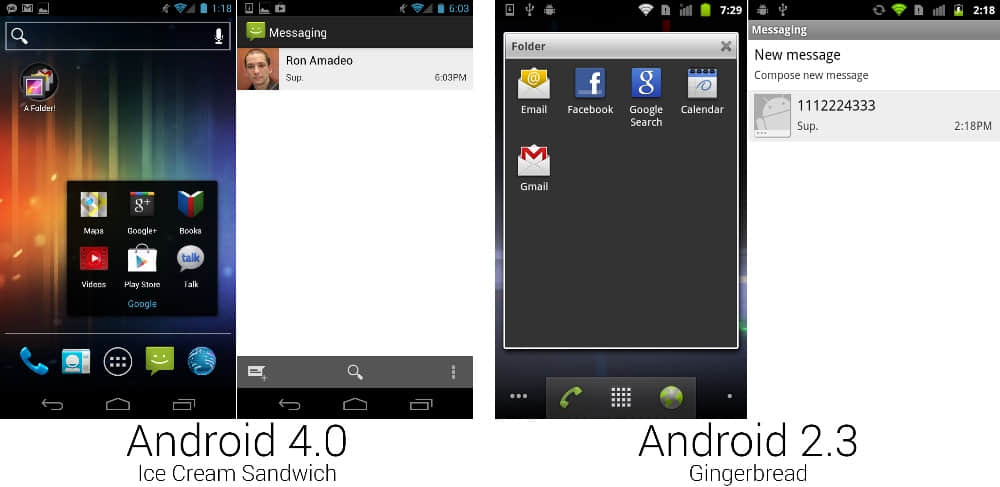 1:18
A Folder!
Maps
Google+
Books
Videos
Play Store
talk
Talk
Google
6:03
Messaging
Ron Amadeo
Sup.
6:03PM
7:29
Folder
Email
Facebook
Google
Search
Calendar
Gmail
2:18
Messaging
New message
Compose new message
1112224333
Sup.
2:18PM
Android 4.0
Ice Cream Sandwich
Android 2.3
Gingerbread